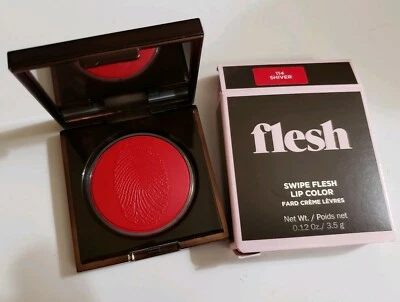 114
SHIVER
flesh
SWIPE FLESH
LIP COLOR
FARD CRÈME LÈVRES
Net Wt. / Poids net
0.12 Oz./ 3.5 g